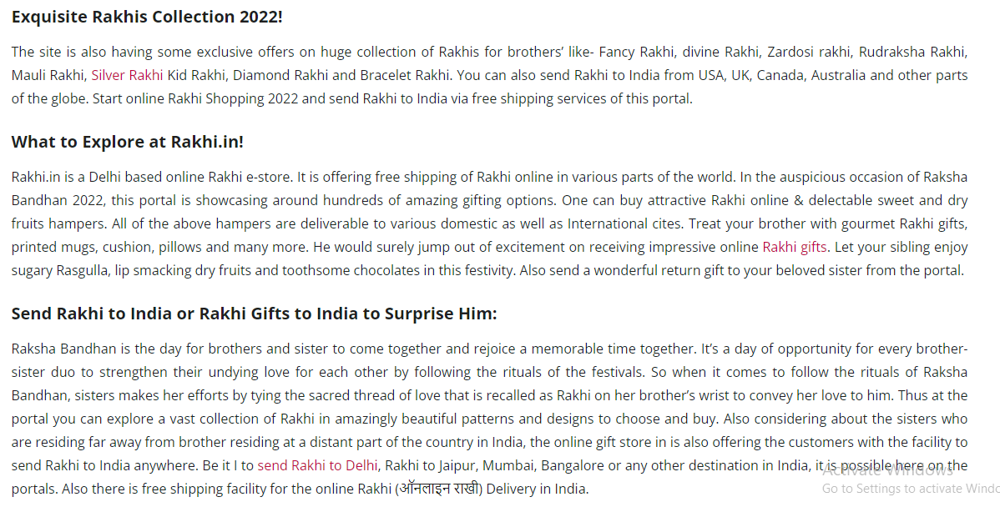 Exquisite Rakhis Collection 2022!
The site is also having some exclusive offers on huge collection of Rakhis for brothers’ like- Fancy Rakhi, divine Rakhi, Zardosi rakhi, Rudraksha Rakhi,
Mauli Rakhi, Silver Rakhi Kid Rakhi, Diamond Rakhi and Bracelet Rakhi. You can also send Rakhi to India from USA, UK, Canada, Australia and other parts
of the globe. Start online Rakhi Shopping 2022 and send Rakhi to India via free shipping services of this portal.
What to Explore at Rakhi.in!
Rakhi.in is a Delhi based online Rakhi e-store. It is offering free shipping of Rakhi online in various parts of the world. In the auspicious occasion of Raksha
Bandhan 2022, this portal is showcasing around hundreds of amazing gifting options. One can buy attractive Rakhi online & delectable sweet and dry
fruits hampers. All of the above hampers are deliverable to various domestic as well as International cites. Treat your brother with gourmet Rakhi gifts,
printed mugs, cushion, pillows and many more. He would surely jump out of excitement on receiving impressive online Rakhi gifts. Let your sibling enjoy
sugary Rasgulla, lip smacking dry fruits and toothsome chocolates in this festivity. Also send a wonderful return gift to your beloved sister from the portal.
Send Rakhi to India or Rakhi Gifts to India to Surprise Him:
Raksha Bandhan is the day for brothers and sister to come together and rejoice a memorable time together. It’s a day of opportunity for every brother-
sister duo to strengthen their undying love for each other by following the rituals of the festivals. So when it comes to follow the rituals of Raksha
Bandhan, sisters makes her efforts by tying the sacred thread of love that is recalled as Rakhi on her brother’s wrist to convey her love to him. Thus at the
portal you can explore a vast collection of Rakhi in amazingly beautiful patterns and designs to choose and buy. Also considering about the sisters who
are residing far away from brother residing at a distant part of the country in India, the online gift store in is also offering the customers with the facility to
send Rakhi to India anywhere. Be it I to send Rakhi to Delhi, Rakhi to Jaipur, Mumbai, Bangalore or any other destination in India, it is possible here on the
portals. Also there is free shipping facility for the online Rakhi (ऑनलाइन राखी) Delivery in India.
Activate Windows
Go to Settings to activate Windo